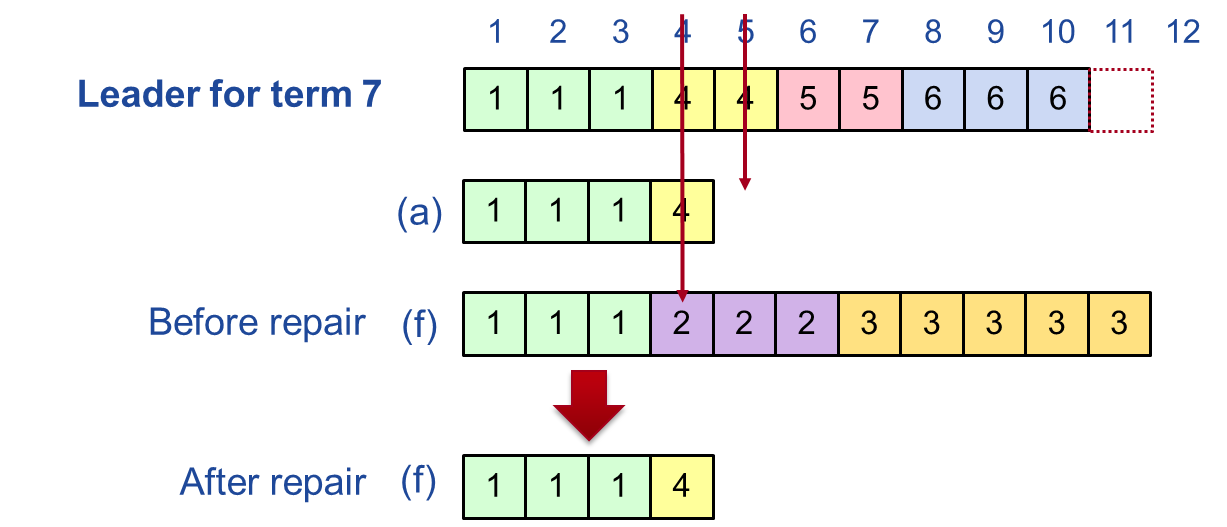 1 2 3 4 5 6 7 8 9 10 11 12
Leader for term 7 1 1 1 4 4 5 5 6 6 6
(a) 1 1 1 4
Before repair (f) 1 1 1 2 2 2 3 3 3 3 3
After repair (f) 1 1 1 4